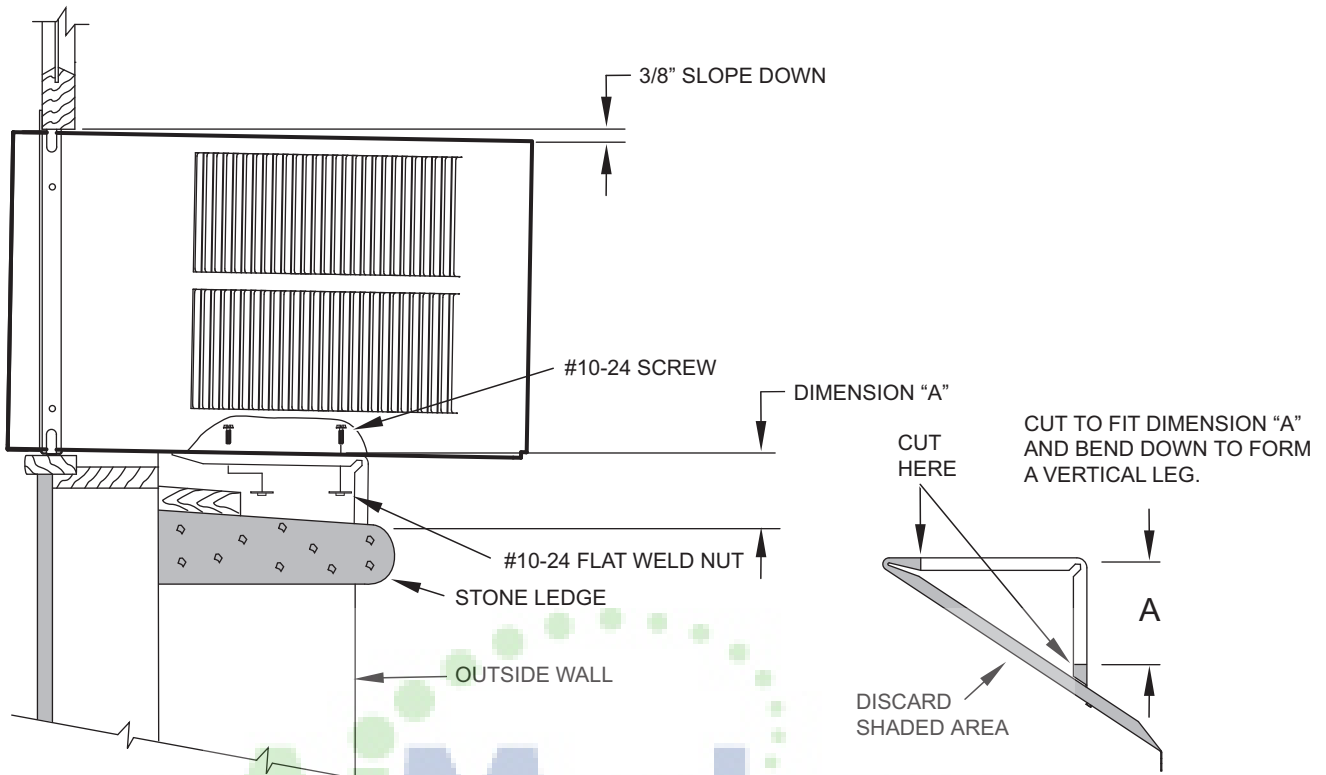 3/8” SLOPE DOWN
#10-24 SCREW
DIMENSION “A”
CUT
HERE
CUT TO FIT DIMENSION “A”
AND BEND DOWN TO FORM
A VERTICAL LEG.
#10-24 FLAT WELD NUT
STONE LEDGE
A
OUTSIDE WALL
DISCARD
SHADED AREA